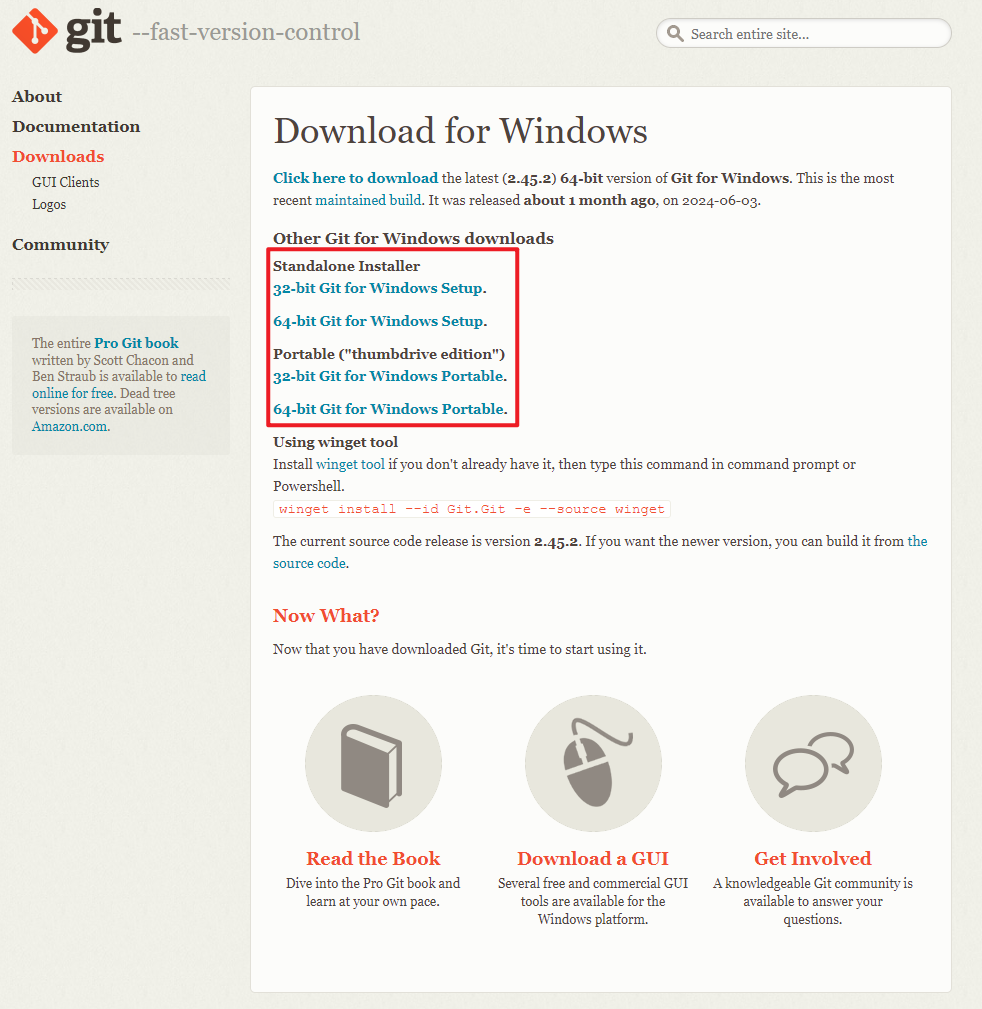 git --fast-version-control
Search entire site...
About
Documentation
Downloads
GUI Clients
Logos
Community
The entire Pro Git book
written by Scott Chacon and
Ben Straub is available to read
online for free. Dead tree
versions are available on
Amazon.com.
Download for Windows
Click here to download the latest (2.45.2) 64-bit version of Git for Windows. This is the most
recent maintained build. It was released about 1 month ago, on 2024-06-03.
Other Git for Windows downloads
Standalone Installer
32-bit Git for Windows Setup.
64-bit Git for Windows Setup.
Portable ("thumbdrive edition")
32-bit Git for Windows Portable.
64-bit Git for Windows Portable.
Using winget tool
Install winget tool if you don't already have it, then type this command in command prompt or
Powershell.
winget install --id Git.Git -e --source winget
The current source code release is version 2.45.2. If you want the newer version, you can build it from the
source code.
Now What?
Now that you have downloaded Git, it's time to start using it.
Read the Book
Dive into the Pro Git book and
learn at your own pace.
Download a GUI
Several free and commercial GUI
tools are available for the
Windows platform.
Get Involved
A knowledgeable Git community is
available to answer your
questions.